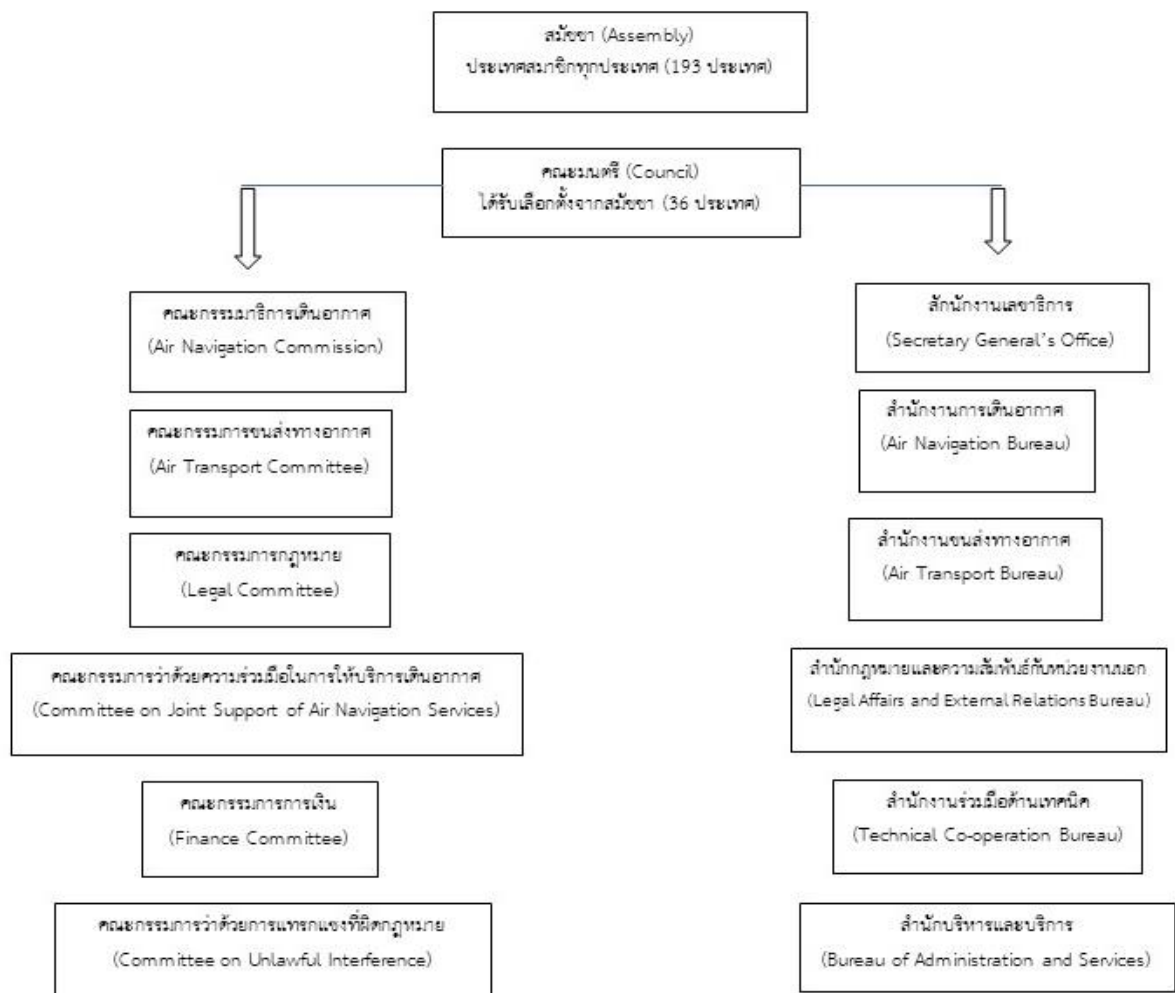 สมัชชา (Assembly)
ประเทศสมาชิกทุกประเทศ (193 ประเทศ)
คณะมนตรี (Council)
ได้รับเลือกตั้งจากสมัชชา (36 ประเทศ)
คณะกรรมมาธิการเดินอากาศ
(Air Navigation Commission)
คณะกรรมการขนส่งทางอากาศ
(Air Transport Committee)
คณะกรรมการกฎหมาย
(Legal Committee)
คณะกรรมการว่าด้วยความร่วมมือในการให้บริการเดินอากาศ
(Committee on Joint Support of Air Navigation Services)
คณะกรรมการการเงิน
(Finance Committee)
คณะกรรมการว่าด้วยการแทรกแซงที่ผิดกฎหมาย
(Committee on Unlawful Interference)
สักนักงานเลขาธิการ
(Secretary General's Office)
สำนักงานการเดินอากาศ
(Air Navigation Bureau)
สำนักงานขนส่งทางอากาศ
(Air Transport Bureau)
สำนักกฎหมายและความสัมพันธ์กับหน่วยงานนอก
(Legal Affairs and External Relations Bureau)
สำนักงานร่วมมือด้านเทคนิค
(Technical Co-operation Bureau)
สำนักบริหารและบริการ
(Bureau of Administration and Services)